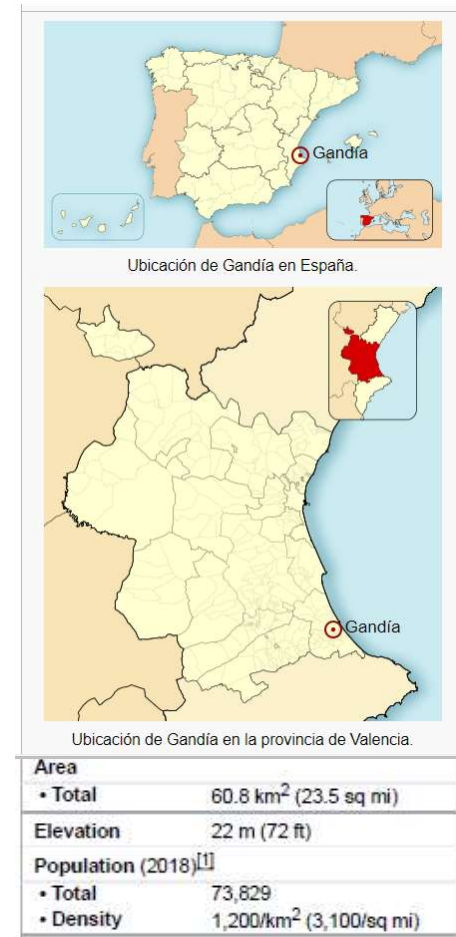 Gandía
Ubicación de Gandía en España.
Gandía
Ubicación de Gandía en la provincia de Valencia.
Area
• Total 60.8 km² (23.5 sq mi)
Elevation 22 m (72 ft)
Population (2018)[1]
• Total 73,829
• Density 1,200/km² (3,100/sq mi)